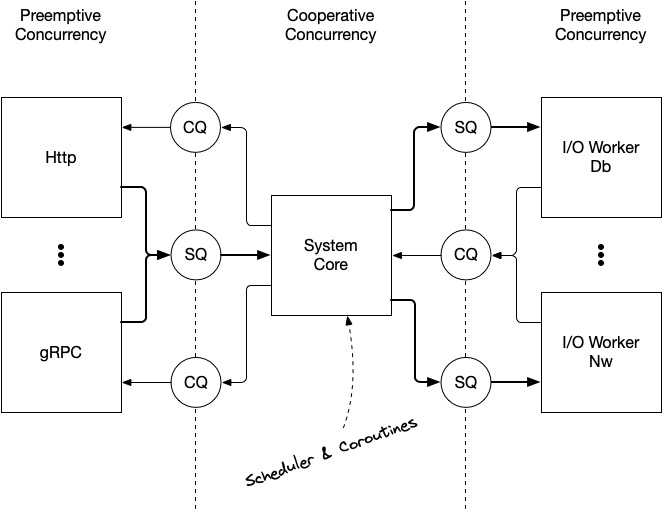 Preemptive
Concurrency
Cooperative
Concurrency
Preemptive
Concurrency
Http
CQ
SQ
I/O Worker
Db
SQ
System
Core
CQ
gRPC
CQ
SQ
I/O Worker
Nw
Scheduler & Coroutines